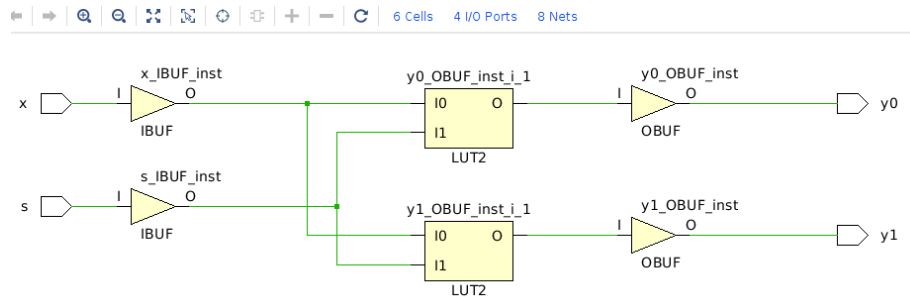 6 Cells 4 I/O Ports 8 Nets
x_IBUF_inst y0_OBUF_inst_i_1 y0_OBUF_inst
x I O I0 O I O y0
IBUF I1 OBUF
LUT2
s_IBUF_inst
s I O y1_OBUF_inst_i_1 y1_OBUF_inst
IBUF I0 O I O y1
I1 OBUF
LUT2